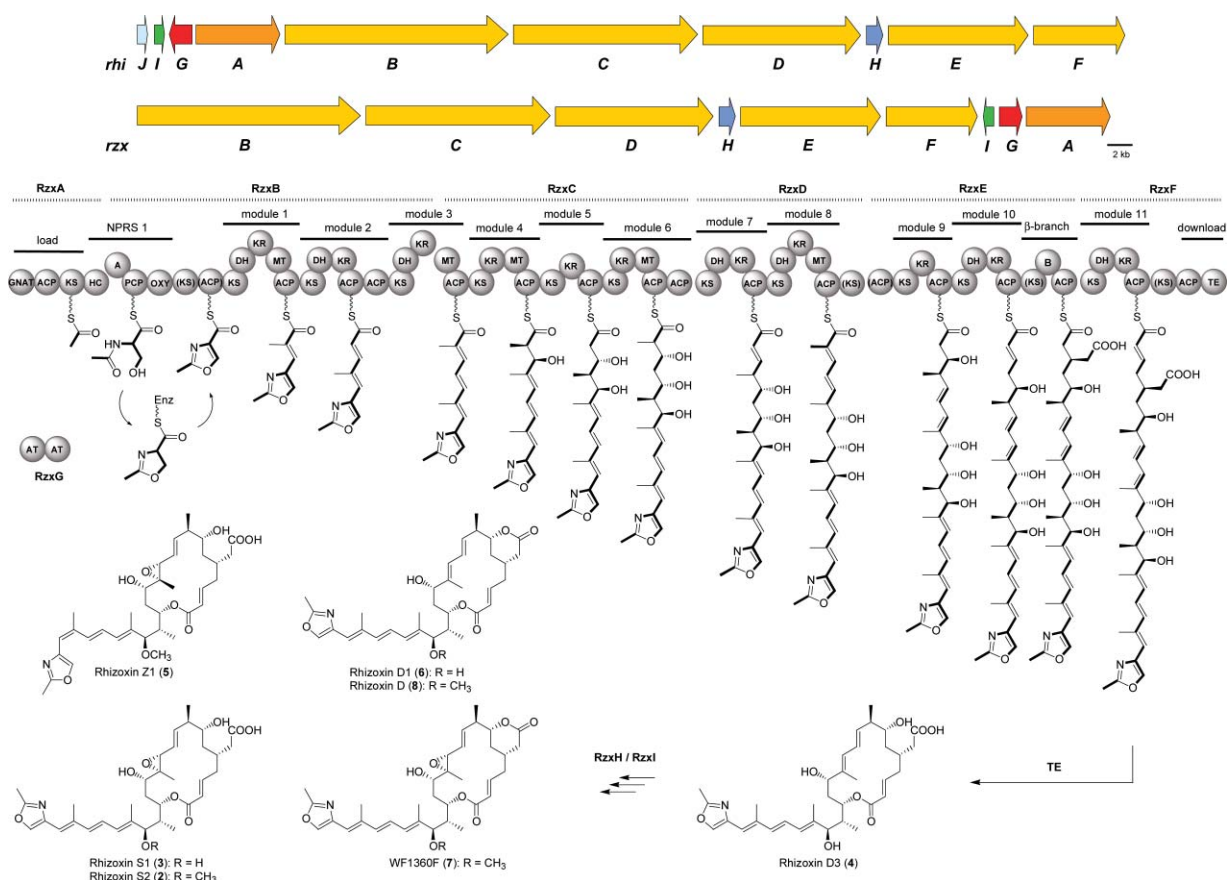 rhi J I G A B C D H E F
rzx B C D H E F I G A
2 kb
RzxA RzxB RzxC RzxD RzxE RzxF
load NPRS 1 module 1 module 2 module 3 module 4 module 5 module 6 module 7 module 8 module 9 module 10 β-branch module 11 download
GNAT ACP KS HC A PCP OXY (KS) (ACP) KS DH KR MT ACP KS DH KR ACP ACP KS DH KR MT ACP KS KR MT ACP KS KR ACP KS KR MT ACP ACP KS DH KR ACP KS DH KR MT ACP (KS) (ACP) KS KR ACP KS DH KR ACP (KS) B ACP KS DH KR ACP (KS) ACP TE
AT AT
RzxG
Enz
Rhizoxin Z1 (5)
Rhizoxin D1 (6): R = H
Rhizoxin D (8): R = CH3
Rhizoxin S1 (3): R = H
Rhizoxin S2 (2): R = CH3
WF1360F (7): R = CH3
RzxH / RzxI
Rhizoxin D3 (4)
TE